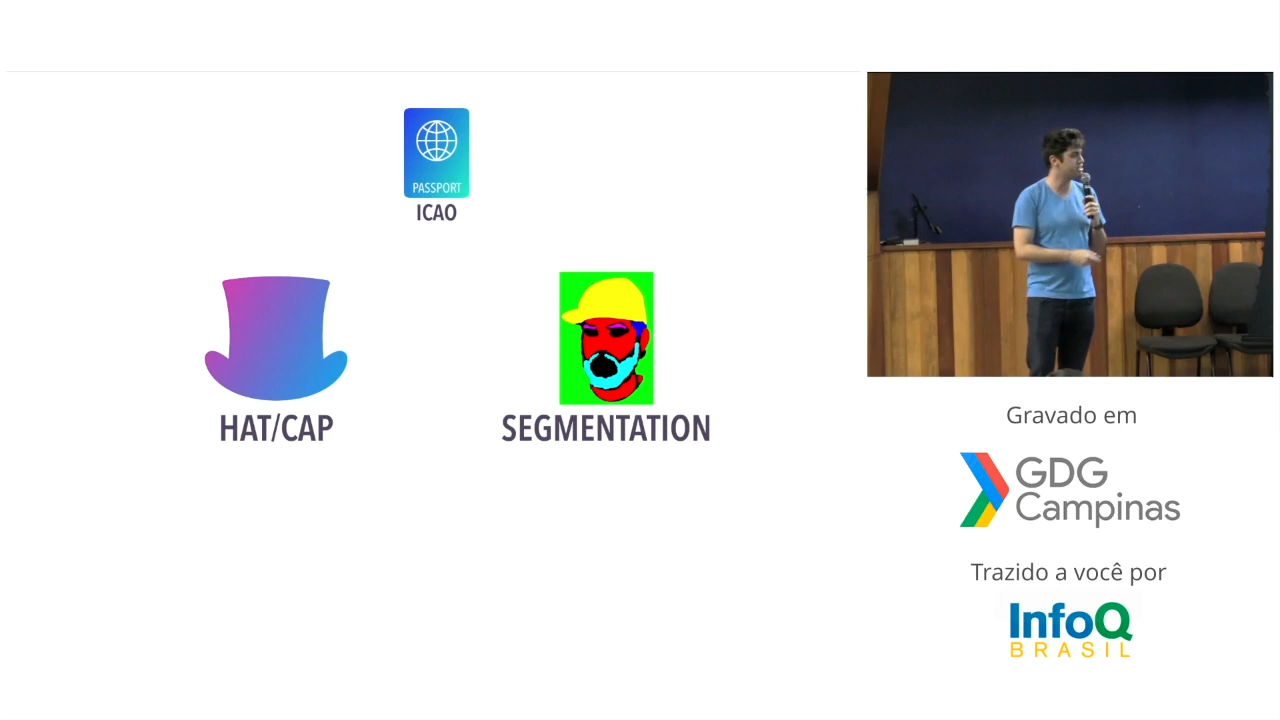 PASSPORT
ICAO
HAT/CAP
SEGMENTATION
Gravado em
GDG
Campinas
Trazido a você por
InfoQ
BRASIL